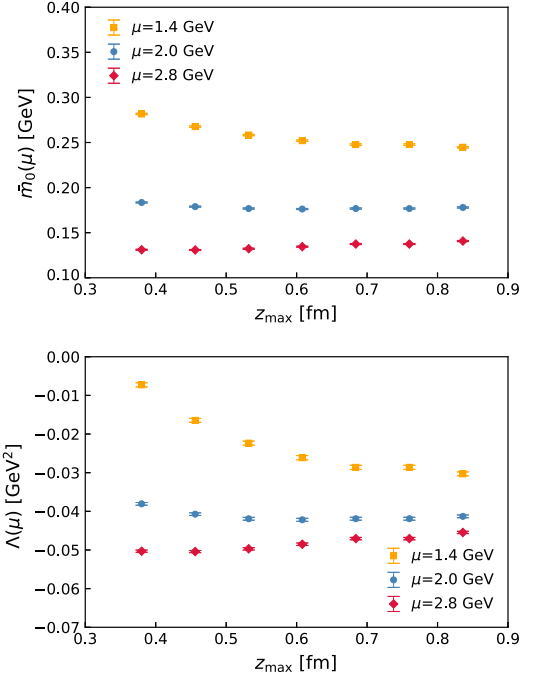 0.40
0.35
0.30
0.25
0.20
0.15
0.10
m̄₀(μ) [GeV]
μ=1.4 GeV
μ=2.0 GeV
μ=2.8 GeV
0.3 0.4 0.5 0.6 0.7 0.8 0.9
z_max [fm]
0.00
−0.01
−0.02
−0.03
−0.04
−0.05
−0.06
−0.07
Λ(μ) [GeV²]
μ=1.4 GeV
μ=2.0 GeV
μ=2.8 GeV
0.3 0.4 0.5 0.6 0.7 0.8 0.9
z_max [fm]